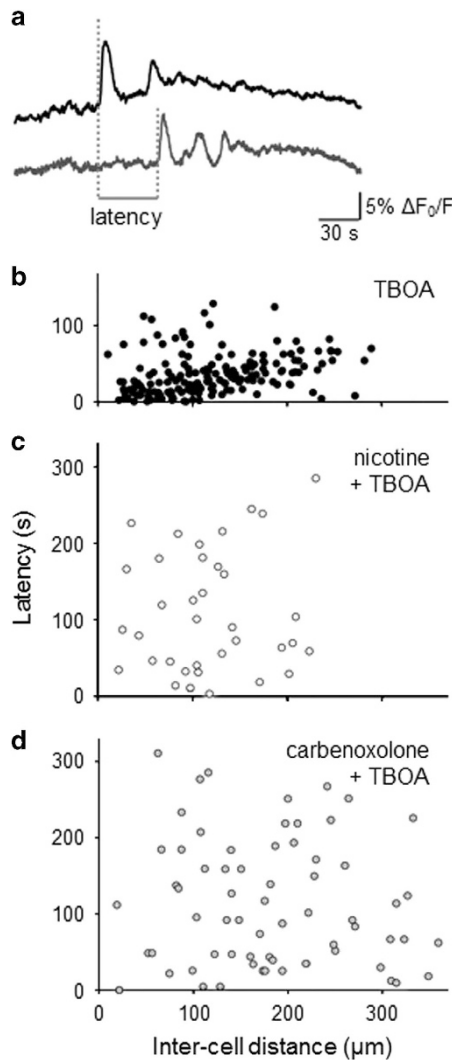 a
latency
5% ΔF₀/F
30 s
b
TBOA
100
0
c
nicotine
+ TBOA
300
200
100
0
Latency (s)
d
carbenoxolone
+ TBOA
300
200
100
0
0 100 200 300
Inter-cell distance (µm)